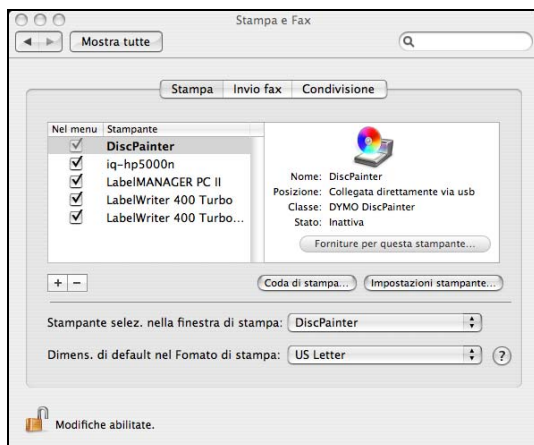 Stampa e Fax
Mostra tutte
Stampa Invio fax Condivisione
Nel menu Stampante
DiscPainter
iq-hp5000n
LabelMANAGER PC II
LabelWriter 400 Turbo
LabelWriter 400 Turbo...
Nome: DiscPainter
Posizione: Collegata direttamente via usb
Classe: DYMO DiscPainter
Stato: Inattiva
Forniture per questa stampante...
+ −
Coda di stampa... Impostazioni stampante...
Stampante selez. nella finestra di stampa: DiscPainter
Dimens. di default nel Fomato di stampa: US Letter ?
Modifiche abilitate.